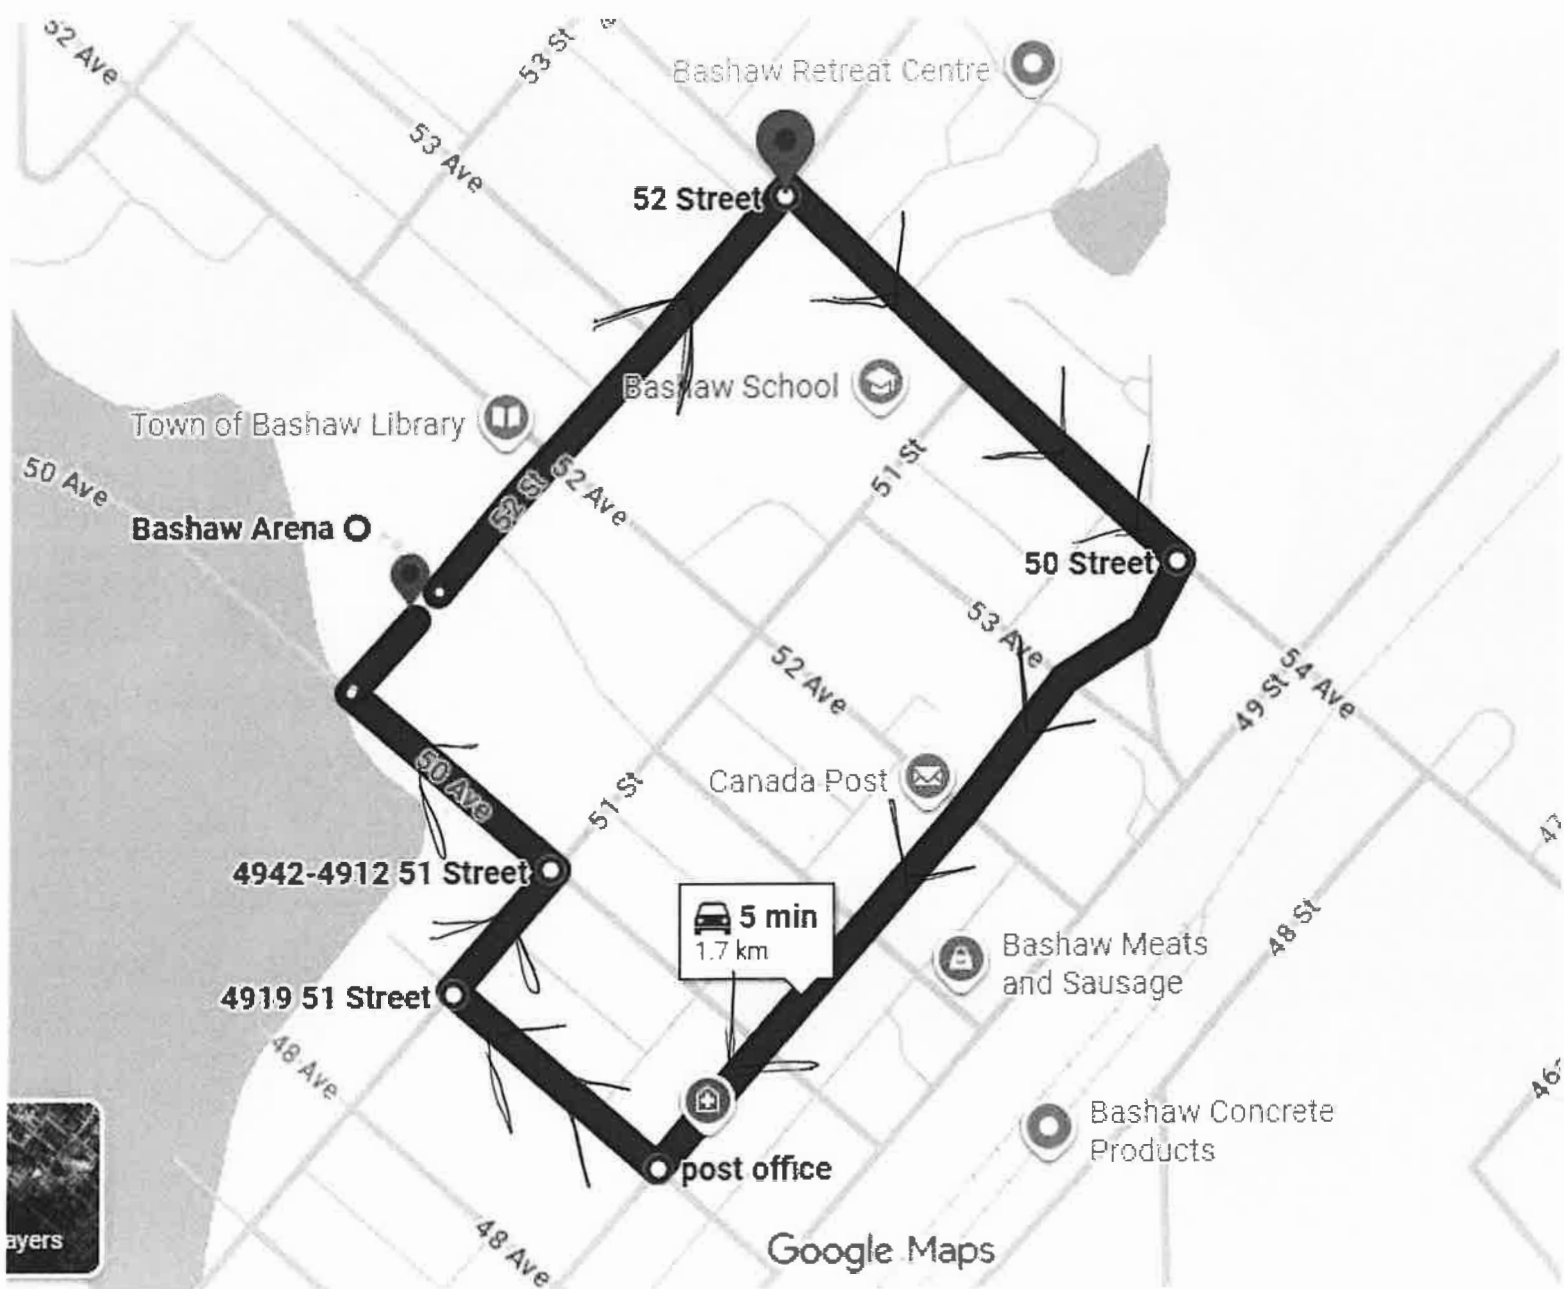 52 Ave
53 St
Bashaw Retreat Centre
53 Ave
52 Street
Bashaw School
Town of Bashaw Library
51 St
50 Ave
52 St
52 Ave
Bashaw Arena
50 Street
53 Ave
52 Ave
54 Ave
49 St
50 Ave
Canada Post
51 St
47
4942-4912 51 Street
5 min
1.7 km
48 St
Bashaw Meats
and Sausage
4919 51 Street
48 Ave
46
Bashaw Concrete
Products
post office
ayers
48 Ave
Google Maps